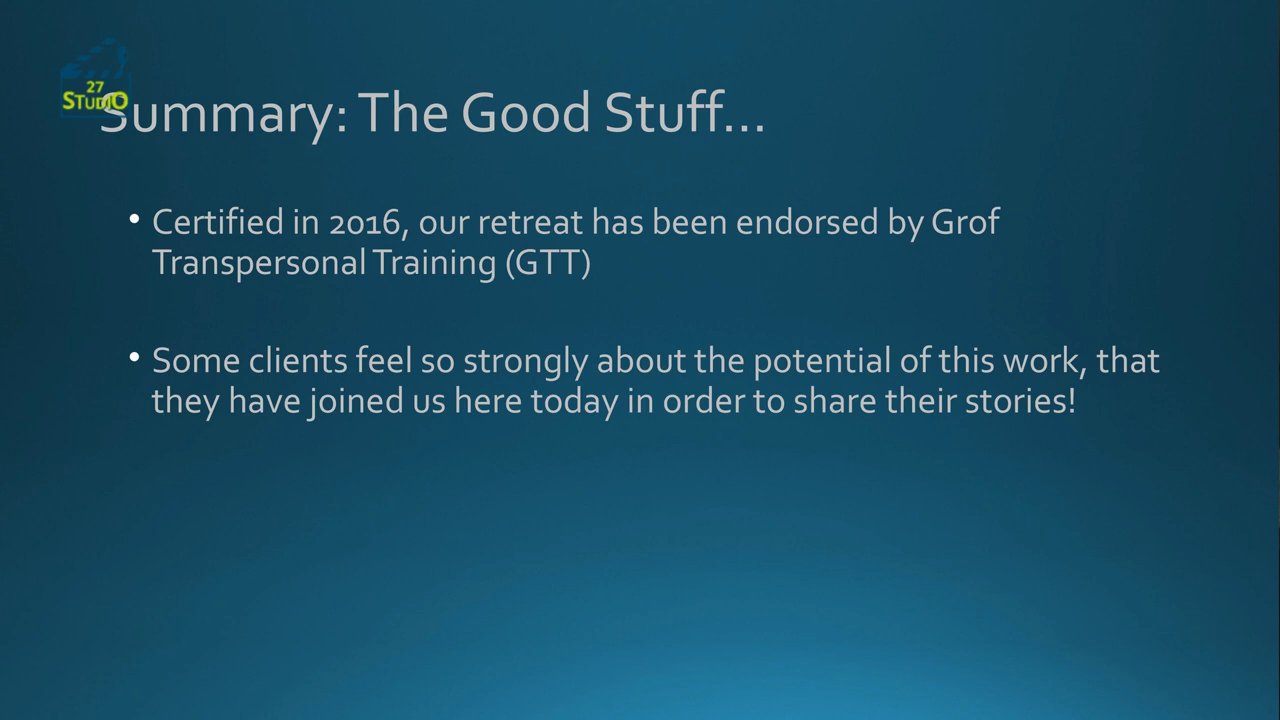 27
STUDIO
Summary: The Good Stuff...
• Certified in 2016, our retreat has been endorsed by Grof
Transpersonal Training (GTT)
• Some clients feel so strongly about the potential of this work, that
they have joined us here today in order to share their stories!